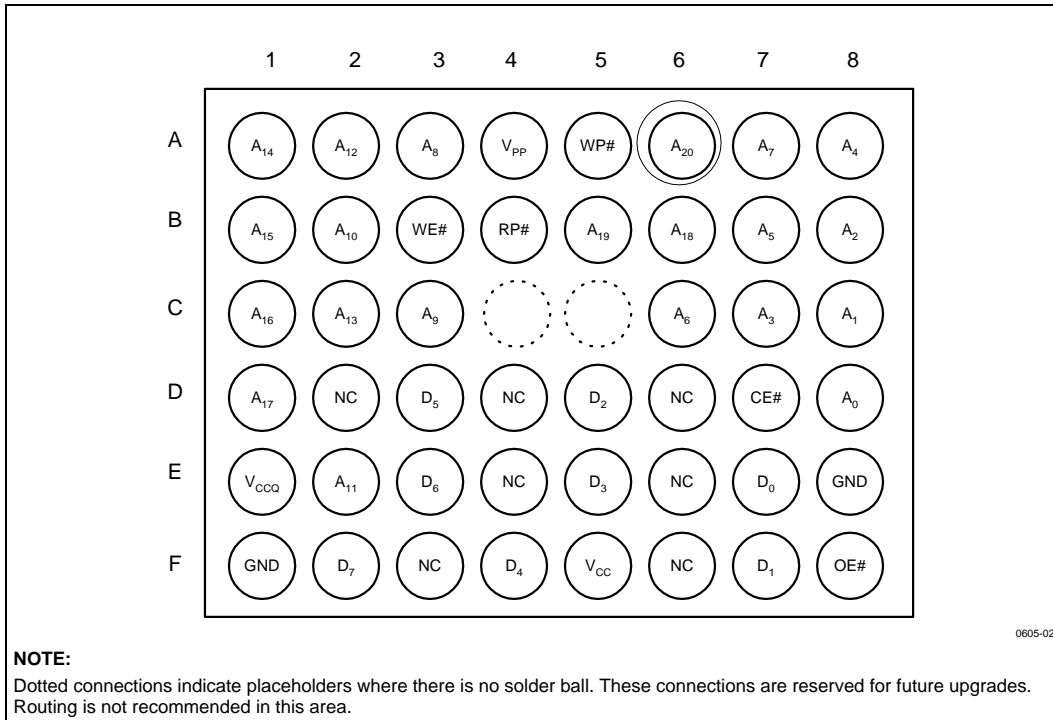 1 2 3 4 5 6 7 8
A A14 A12 A8 VPP WP# A20 A7 A4
B A15 A10 WE# RP# A19 A18 A5 A2
C A16 A13 A9 A6 A3 A1
D A17 NC D5 NC D2 NC CE# A0
E VCCQ A11 D6 NC D3 NC D0 GND
F GND D7 NC D4 VCC NC D1 OE#
0605-02
NOTE:
Dotted connections indicate placeholders where there is no solder ball. These connections are reserved for future upgrades.
Routing is not recommended in this area.